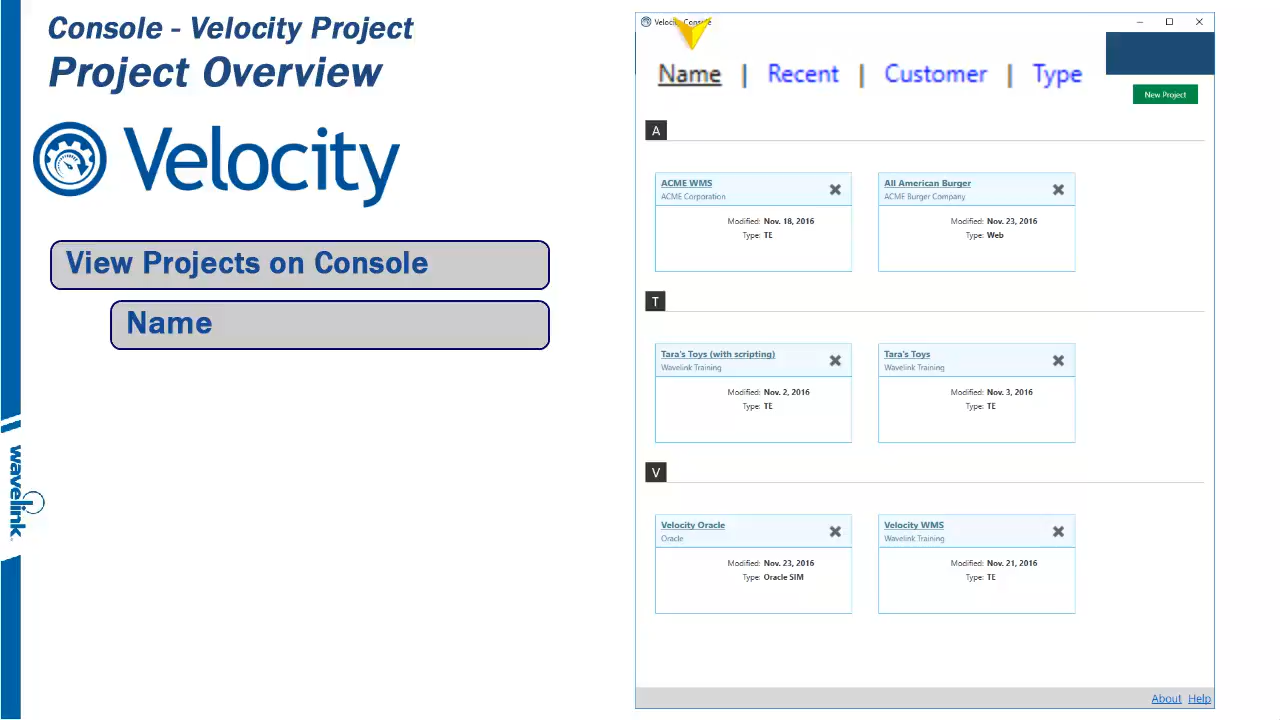 Console - Velocity Project
Project Overview
Velocity
View Projects on Console
Name
wavelink
Velocity Console
Name | Recent | Customer | Type
New Project
A
ACME WMS
ACME Corporation
Modified: Nov. 18, 2016
Type: TE
All American Burger
ACME Burger Company
Modified: Nov. 23, 2016
Type: Web
T
Tara's Toys (with scripting)
Wavelink Training
Modified: Nov. 2, 2016
Type: TE
Tara's Toys
Wavelink Training
Modified: Nov. 3, 2016
Type: TE
V
Velocity Oracle
Oracle
Modified: Nov. 23, 2016
Type: Oracle SIM
Velocity WMS
Wavelink Training
Modified: Nov. 21, 2016
Type: TE
About Help